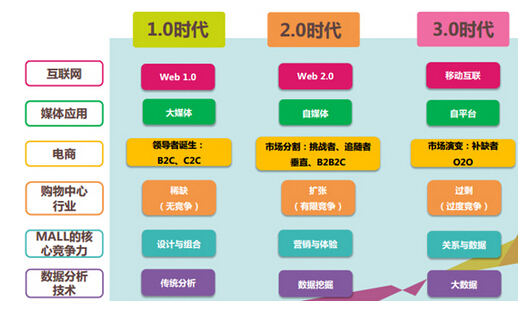 1.0时代
2.0时代
3.0时代
互联网
Web 1.0
Web 2.0
移动互联
媒体应用
大媒体
自媒体
自平台
电商
领导者诞生：
B2C、C2C
市场分割：挑战者、追随者
垂直、B2B2C
市场演变：补缺者
O2O
购物中心
行业
稀缺
（无竞争）
扩张
（有限竞争）
过剩
（过度竞争）
MALL的核
心竞争力
设计与组合
营销与体验
关系与数据
数据分析
技术
传统分析
数据挖掘
大数据